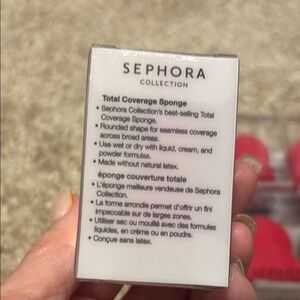 SEPHORA
COLLECTION
Total Coverage Sponge
• Sephora Collection's best-selling Total
Coverage Sponge.
• Rounded shape for seamless coverage
across broad areas.
• Use wet or dry with liquid, cream, and
powder formulas.
• Made without natural latex.
éponge couverture totale
• L'éponge meilleure vendeuse de Sephora
Collection.
• La forme arrondie permet d'offrir un fini
impeccable sur de larges zones.
• Utiliser sec ou mouillé avec des formules
liquides, en crème ou en poudre.
• Conçue sans latex.